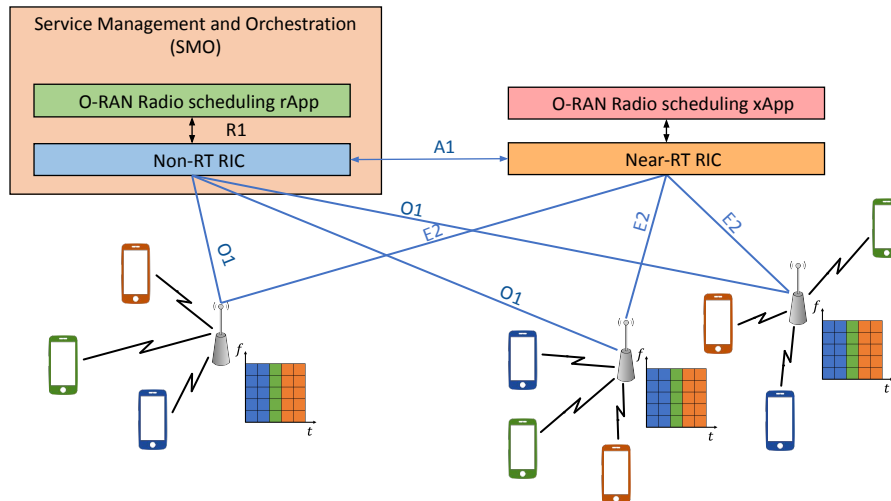 Service Management and Orchestration
(SMO)
O-RAN Radio scheduling rApp
O-RAN Radio scheduling xApp
R1
A1
Non-RT RIC
Near-RT RIC
O1
E2
E2
E2
O1
O1
f
t
f
t
f
t